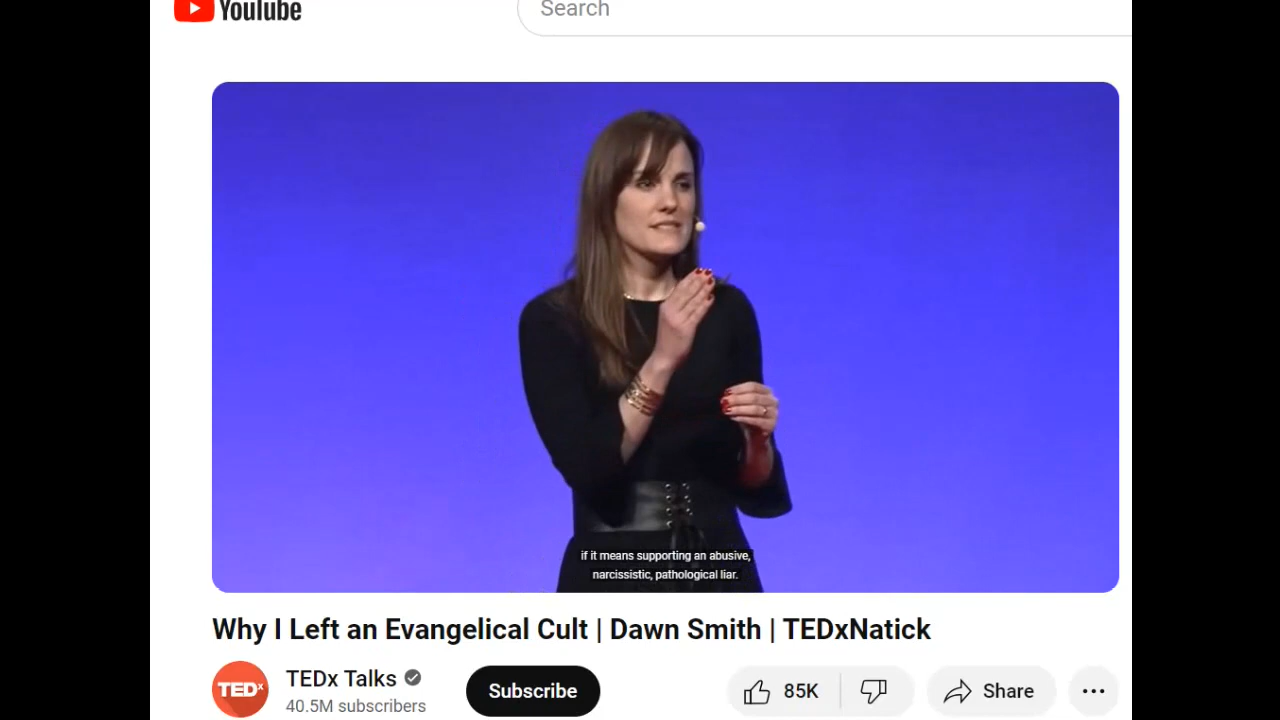 YouTube
Search
if it means supporting an abusive,
narcissistic, pathological liar.
Why I Left an Evangelical Cult | Dawn Smith | TEDxNatick
TEDx
TEDx Talks
40.5M subscribers
Subscribe
85K
Share